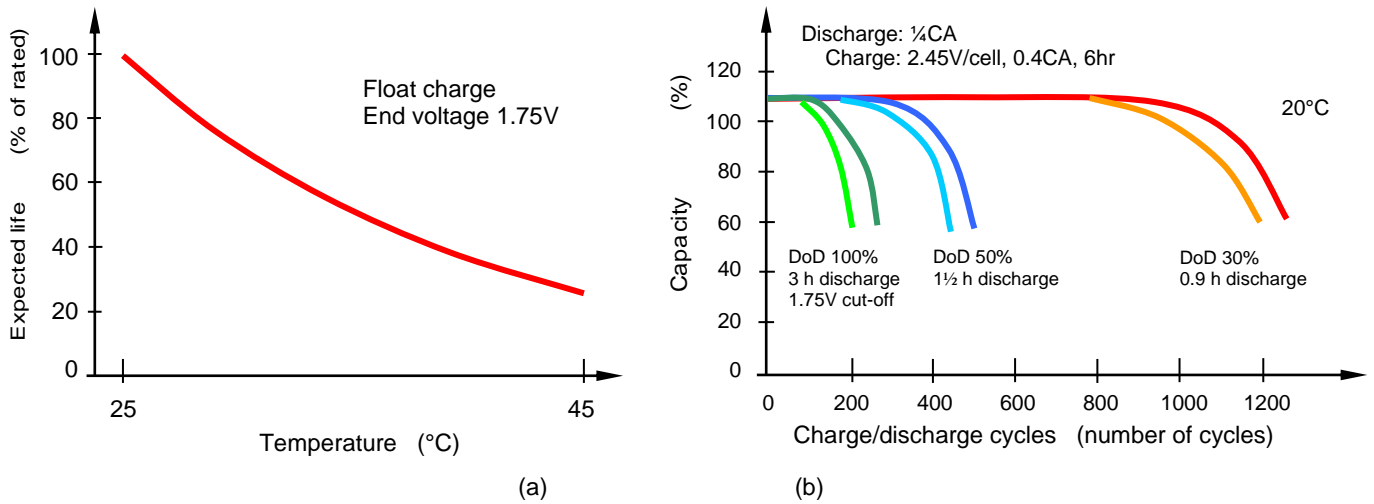 Expected life (% of rated)
100
80
60
40
20
0
Float charge
End voltage 1.75V
25
45
Temperature (°C)
(a)
Capacity (%)
120
100
80
60
40
20
0
Discharge: ¼CA
Charge: 2.45V/cell, 0.4CA, 6hr
20°C
DoD 100%
3 h discharge
1.75V cut-off
DoD 50%
1½ h discharge
DoD 30%
0.9 h discharge
0
200
400
600
800
1000
1200
Charge/discharge cycles (number of cycles)
(b)